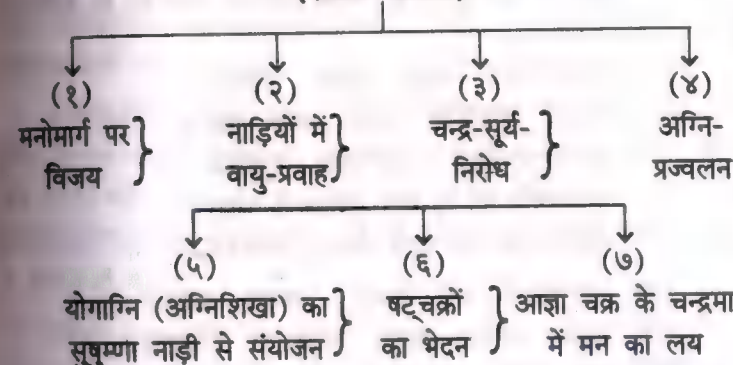 (१) (२) (३) (४)
मनोमार्ग पर } नाड़ियों में } चन्द्र-सूर्य- } अग्नि-
विजय वायु-प्रवाह निरोध प्रज्वलन
(५) (६) (७)
योगाग्नि (अग्निशिखा) का } षट्चक्रों } आज्ञा चक्र के चन्द्रमा
सुषुम्णा नाड़ी से संयोजन का भेदन में मन का लय